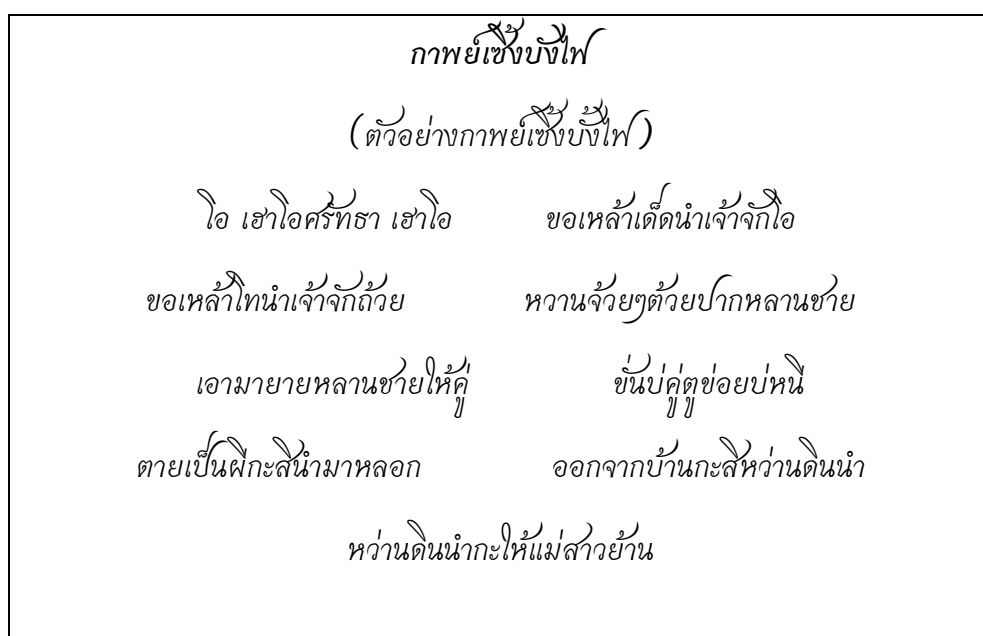 กาพย์เซิ้งบังไฟ
(ตัวอย่างกาพย์เซิ้งบั้งไฟ)
โอ เฮาโอศรัทธา เฮาโอ ขอเหล้าเด็ดนำเจ้าจักโอ
ขอเหล้าโทนำเจ้าจักถ้วย หวานจ้วยๆต้วยปากหลานชาย
เอามายายหลานชายให้คู่ ขั่นบ่คู่ตูข่อยบ่หนี
ตายเป็นผีกะสินำมาหลอก ออกจากบ้านกะสิหว่านดินนำ
หว่านดินนำกะให้แม่สาวย้าน